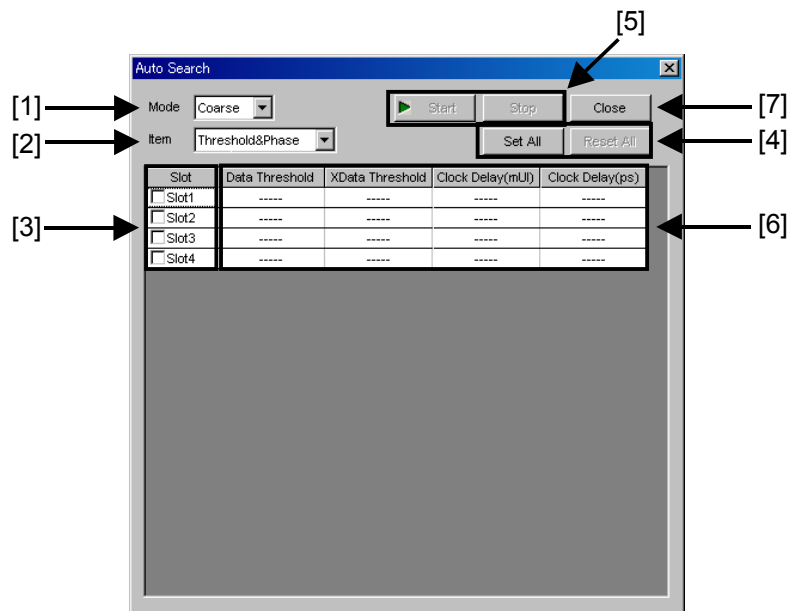 [5]
Auto Search
[1] Mode Coarse Start Stop Close [7]
[2] Item Threshold&Phase Set All Reset All [4]
Slot Data Threshold XData Threshold Clock Delay(mUI) Clock Delay(ps)
Slot1 ----- ----- ----- -----
[3] Slot2 ----- ----- ----- ----- [6]
Slot3 ----- ----- ----- -----
Slot4 ----- ----- ----- -----